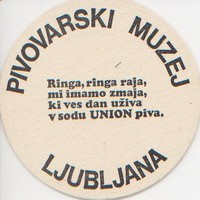 PIVOVARSKI MUZEJ
Ringa, ringa raja,
mi imamo zmaja,
ki ves dan uživa
v sodu UNION piva.
LJUBLJANA